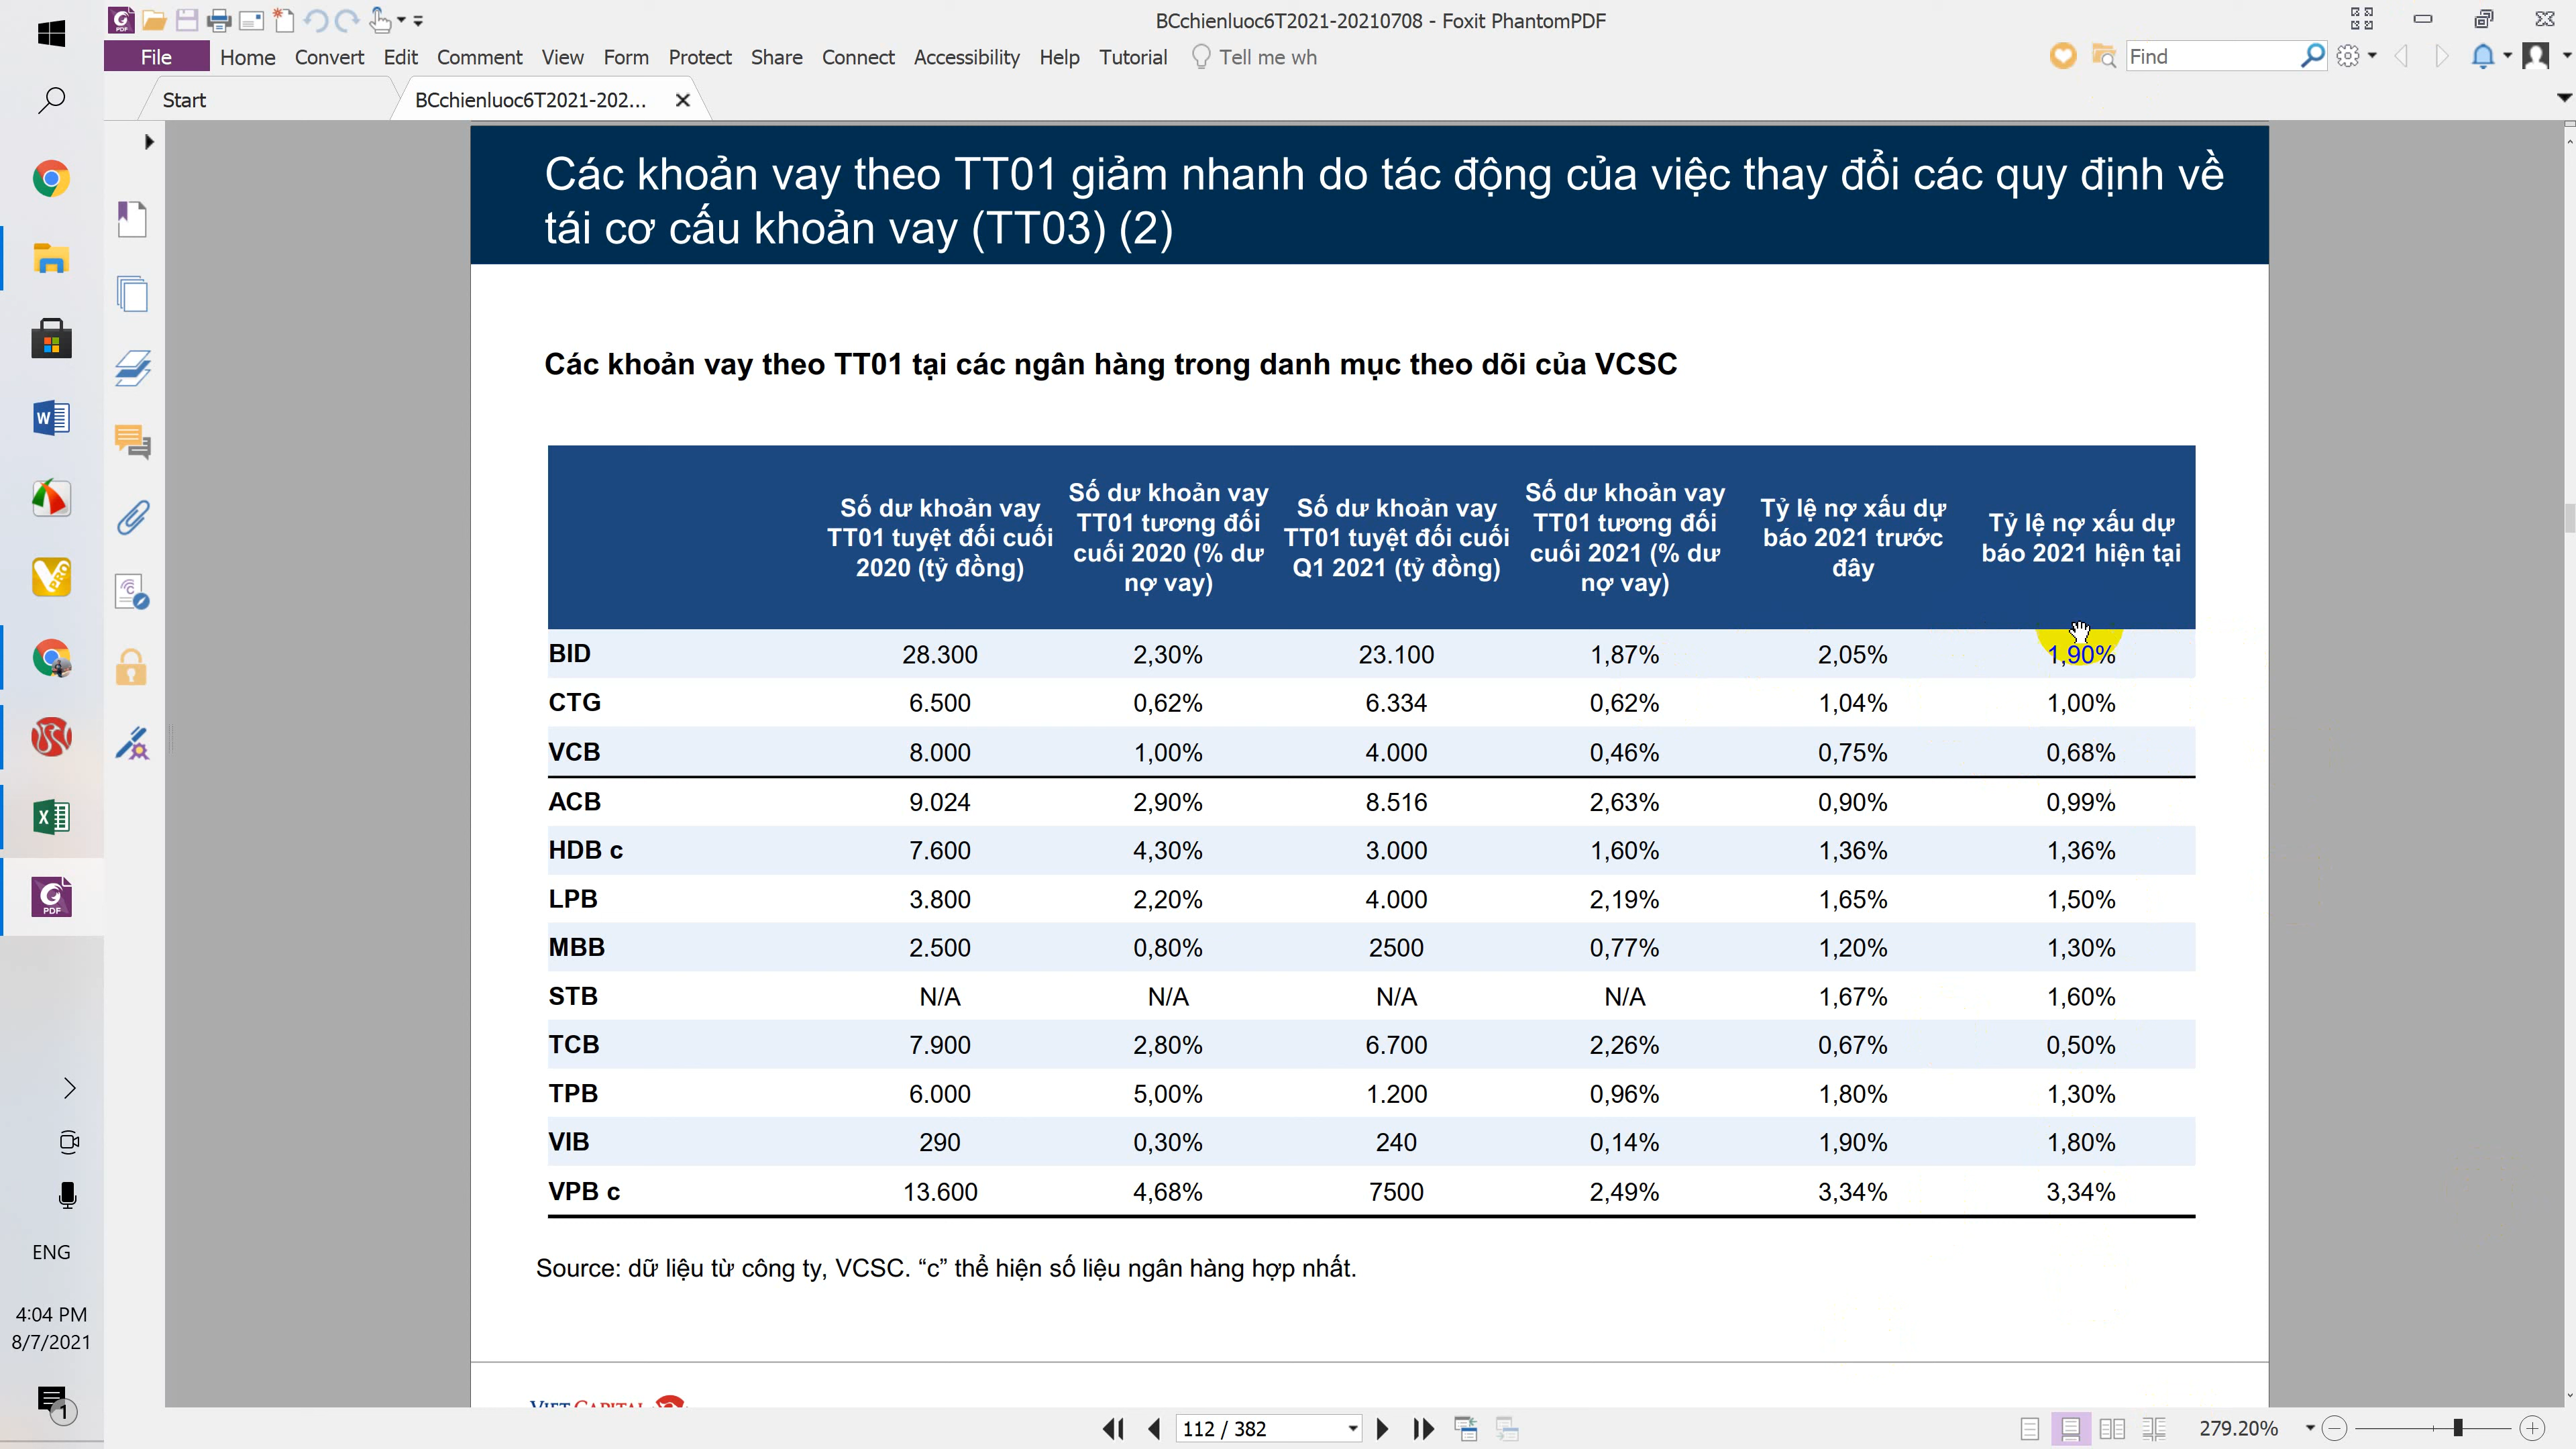 BCchienluoc6T2021-20210708 - Foxit PhantomPDF
File Home Convert Edit Comment View Form Protect Share Connect Accessibility Help Tutorial Tell me wh Find
Start BCchienluoc6T2021-202...
Các khoản vay theo TT01 giảm nhanh do tác động của việc thay đổi các quy định về
tái cơ cấu khoản vay (TT03) (2)
Các khoản vay theo TT01 tại các ngân hàng trong danh mục theo dõi của VCSC
Số dư khoản vay
TT01 tuyệt đối cuối
2020 (tỷ đồng)
Số dư khoản vay
TT01 tương đối
cuối 2020 (% dư
nợ vay)
Số dư khoản vay
TT01 tuyệt đối cuối
Q1 2021 (tỷ đồng)
Số dư khoản vay
TT01 tương đối
cuối 2021 (% dư
nợ vay)
Tỷ lệ nợ xấu dự
báo 2021 trước
đây
Tỷ lệ nợ xấu dự
báo 2021 hiện tại
BID 28.300 2,30% 23.100 1,87% 2,05% 1,90%
CTG 6.500 0,62% 6.334 0,62% 1,04% 1,00%
VCB 8.000 1,00% 4.000 0,46% 0,75% 0,68%
ACB 9.024 2,90% 8.516 2,63% 0,90% 0,99%
HDB c 7.600 4,30% 3.000 1,60% 1,36% 1,36%
LPB 3.800 2,20% 4.000 2,19% 1,65% 1,50%
MBB 2.500 0,80% 2500 0,77% 1,20% 1,30%
STB N/A N/A N/A N/A 1,67% 1,60%
TCB 7.900 2,80% 6.700 2,26% 0,67% 0,50%
TPB 6.000 5,00% 1.200 0,96% 1,80% 1,30%
VIB 290 0,30% 240 0,14% 1,90% 1,80%
VPB c 13.600 4,68% 7500 2,49% 3,34% 3,34%
Source: dữ liệu từ công ty, VCSC. “c” thể hiện số liệu ngân hàng hợp nhất.
VIET CAPITAL
112 / 382
279.20%
ENG
4:04 PM
8/7/2021
1